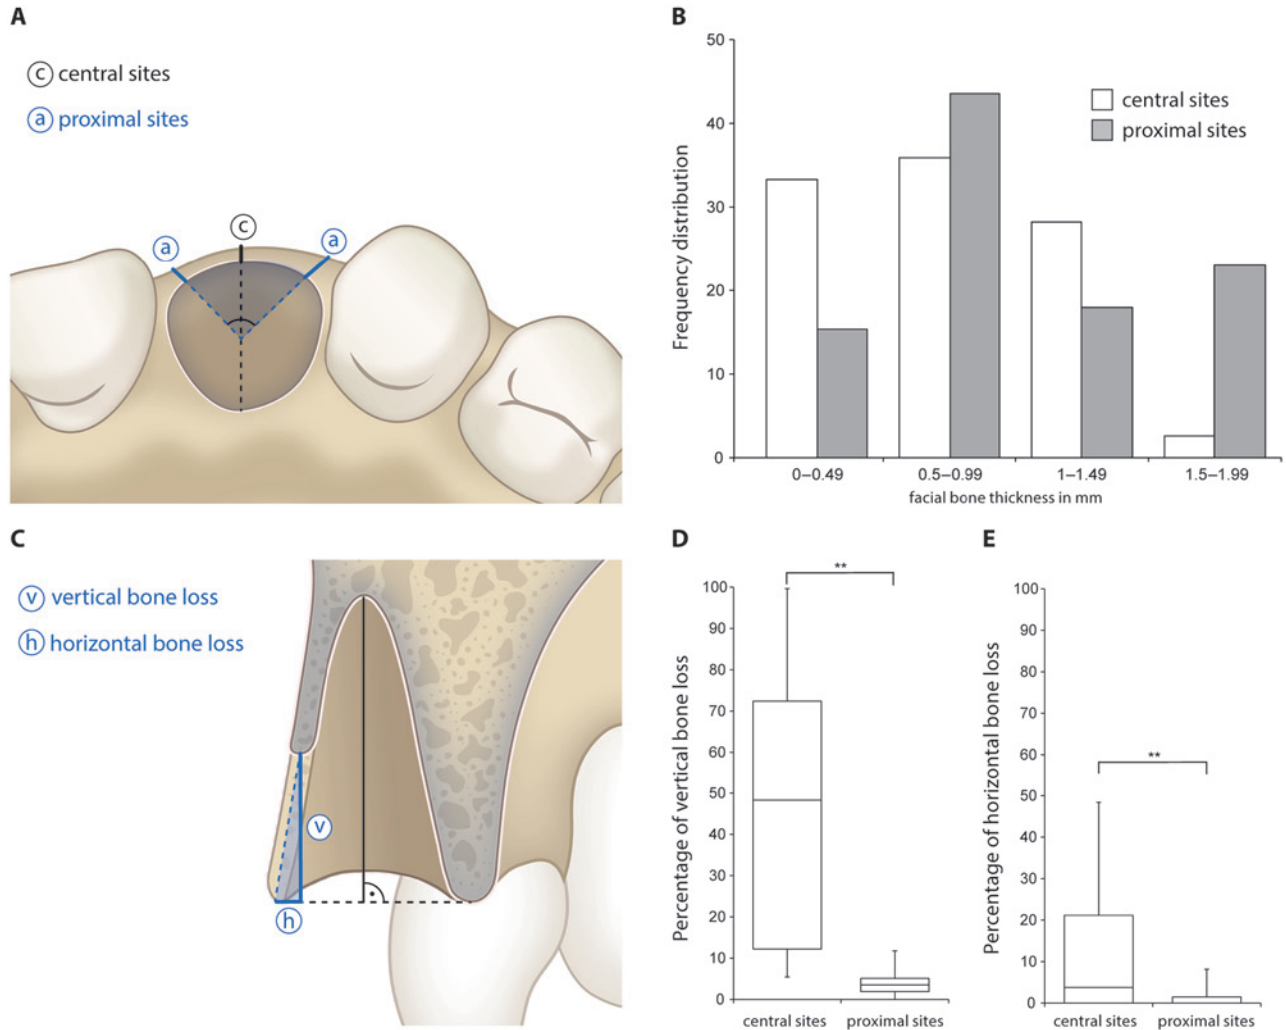 A
c central sites
a proximal sites
c
a
a
B
50
40
30
20
10
0
Frequency distribution
central sites
proximal sites
0–0.49
0.5–0.99
1–1.49
1.5–1.99
facial bone thickness in mm
C
v vertical bone loss
h horizontal bone loss
v
h
D
**
100
90
80
70
60
50
40
30
20
10
0
Percentage of vertical bone loss
central sites
proximal sites
E
**
100
90
80
70
60
50
40
30
20
10
0
Percentage of horizontal bone loss
central sites
proximal sites